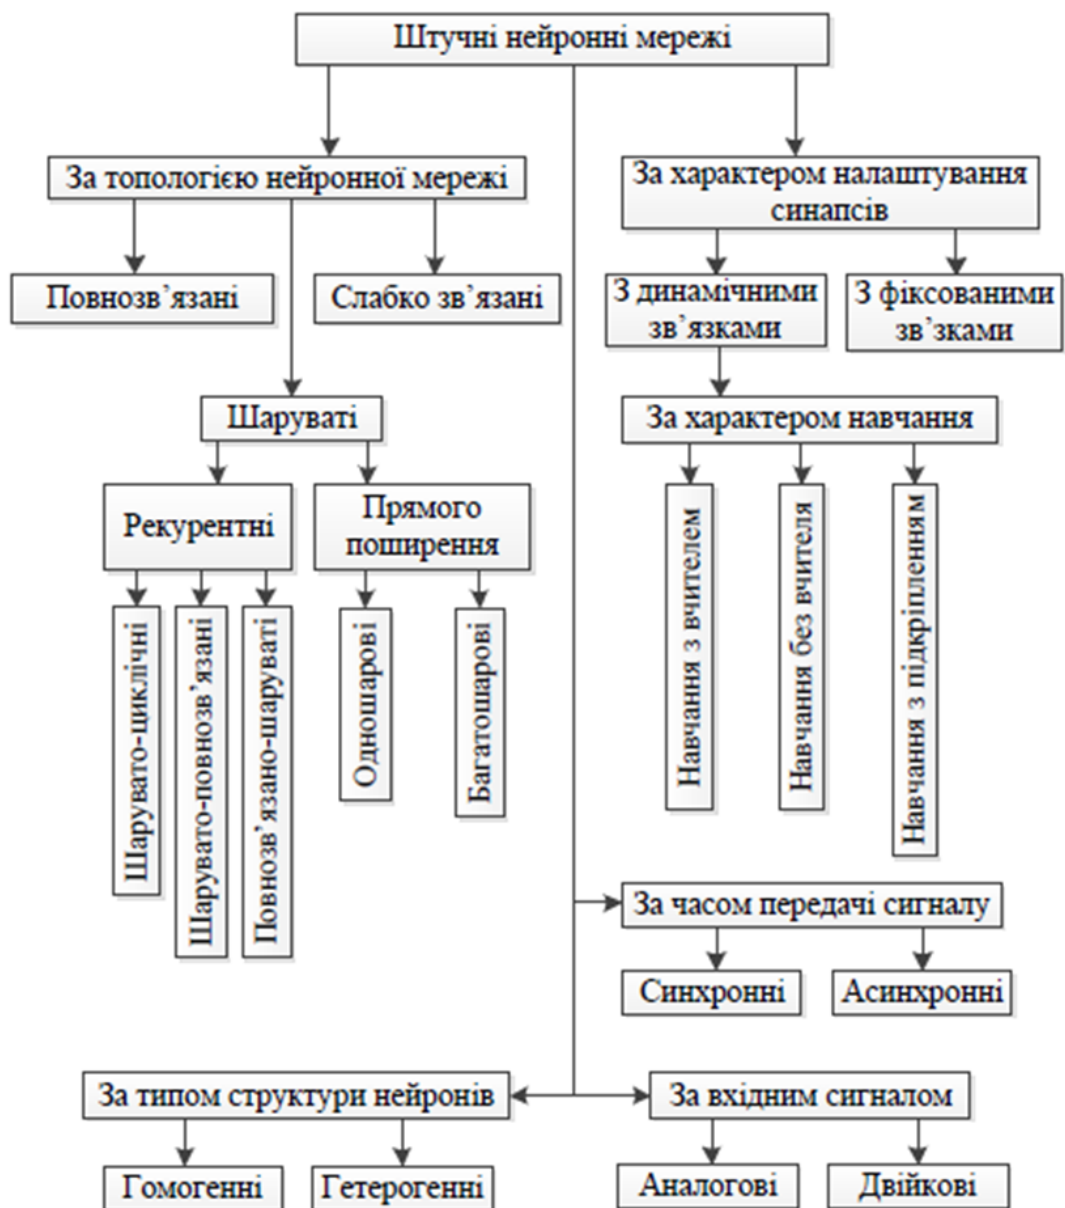 Штучні нейронні мережі
За топологією нейронної мережі
За характером налаштування
синапсів
Повнозв’язані
Слабко зв’язані
З динамічними
зв’язками
З фіксованими
зв’зками
Шаруваті
За характером навчання
Рекурентні
Прямого
поширення
Навчання з вчителем
Навчання без вчителя
Навчання з підкріпленням
Шарувато-циклічні
Шарувато-повнозв’язані
Повнозв’язано-шаруваті
Одношарові
Багатошарові
За часом передачі сигналу
Синхронні
Асинхронні
За типом структури нейронів
За вхідним сигналом
Гомогенні
Гетерогенні
Аналогові
Двійкові